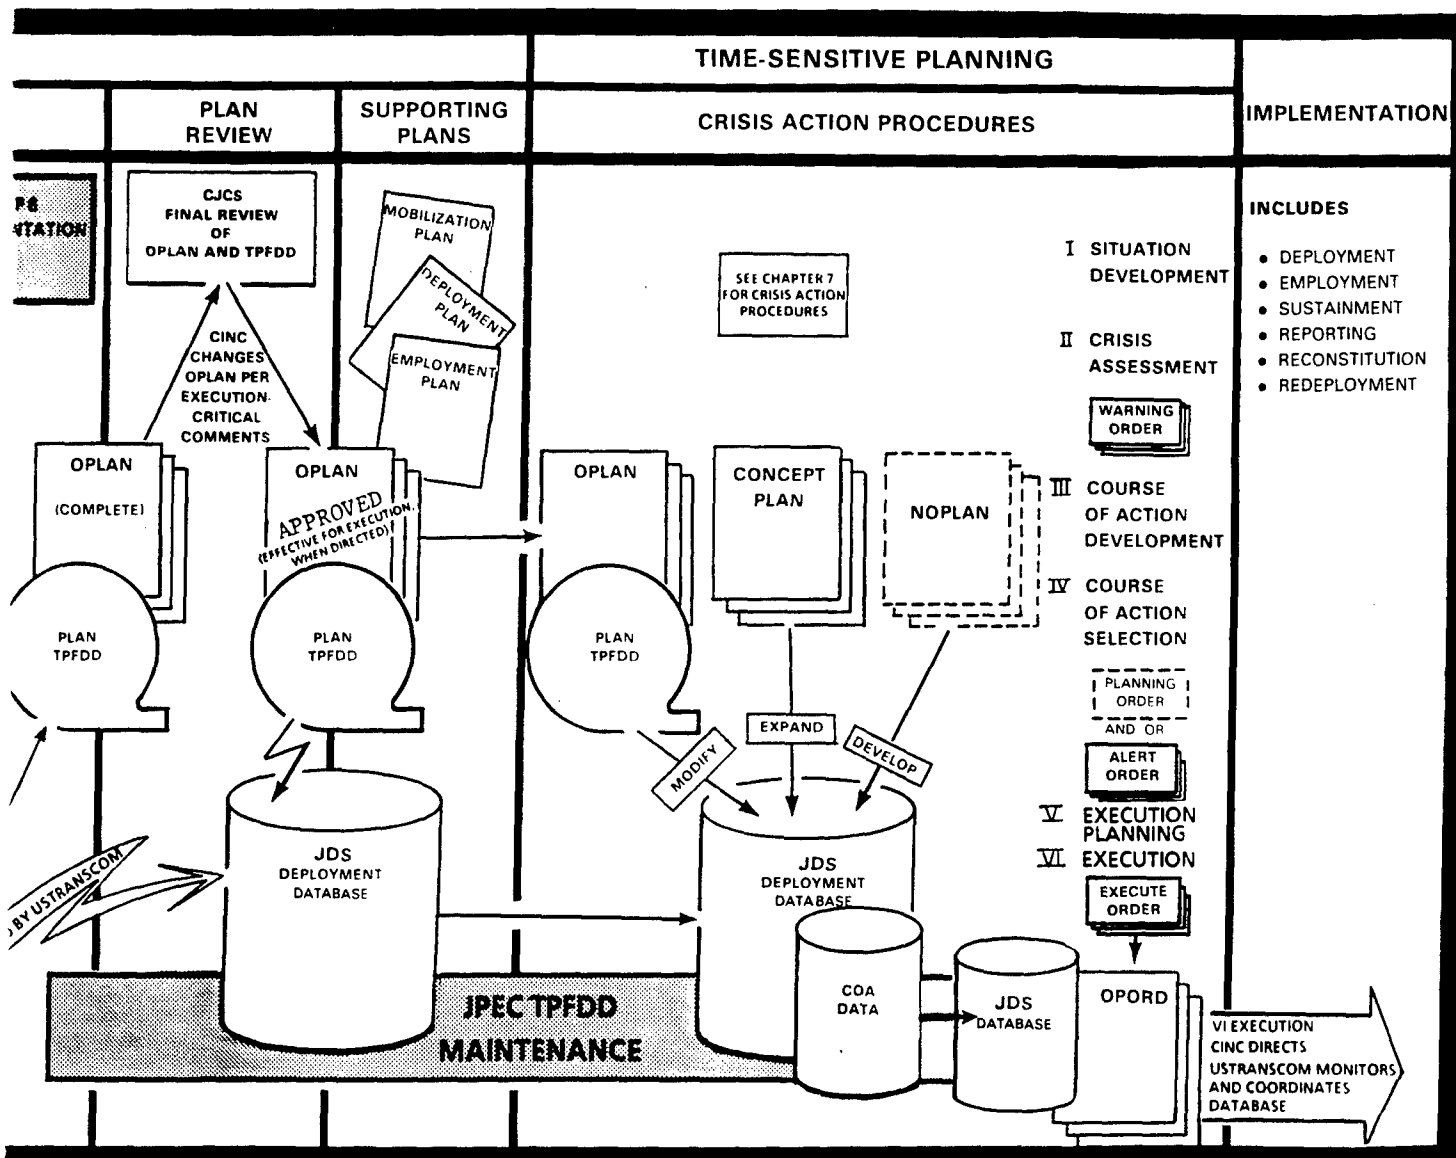 TIME-SENSITIVE PLANNING
PLAN
REVIEW
SUPPORTING
PLANS
CRISIS ACTION PROCEDURES
IMPLEMENTATION
NTATION
CJCS
FINAL REVIEW
OF
OPLAN AND TPFDD
CINC
CHANGES
OPLAN PER
EXECUTION-
CRITICAL
COMMENTS
OPLAN
(COMPLETE)
PLAN
TPFDD
OPLAN
APPROVED
(EFFECTIVE FOR EXECUTION,
WHEN DIRECTED)
PLAN
TPFDD
MOBILIZATION
PLAN
DEPLOYMENT
PLAN
EMPLOYMENT
PLAN
OPLAN
PLAN
TPFDD
SEE CHAPTER 7
FOR CRISIS ACTION
PROCEDURES
CONCEPT
PLAN
NOPLAN
MODIFY
EXPAND
DEVELOP
BY USTRANSCOM
JDS
DEPLOYMENT
DATABASE
JDS
DEPLOYMENT
DATABASE
COA
DATA
JDS
DATABASE
JPEC TPFDD
MAINTENANCE
I SITUATION
DEVELOPMENT
II CRISIS
ASSESSMENT
WARNING
ORDER
III COURSE
OF ACTION
DEVELOPMENT
IV COURSE
OF ACTION
SELECTION
PLANNING
ORDER
AND OR
ALERT
ORDER
V EXECUTION
PLANNING
VI EXECUTION
EXECUTE
ORDER
OPORD
INCLUDES
• DEPLOYMENT
• EMPLOYMENT
• SUSTAINMENT
• REPORTING
• RECONSTITUTION
• REDEPLOYMENT
VI EXECUTION
CINC DIRECTS
USTRANSCOM MONITORS
AND COORDINATES
DATABASE